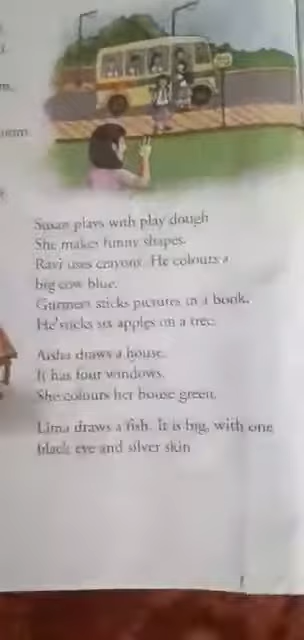 Susan plays with play dough
She makes funny shapes.
Ravi uses crayons. He colours a
big cow blue.
Gurmeet sticks pictures in a book.
He sticks six apples on a tree.
Aisha draws a house.
It has four windows.
She colours her house green.
Lima draws a fish. It is big, with one
black eye and silver skin